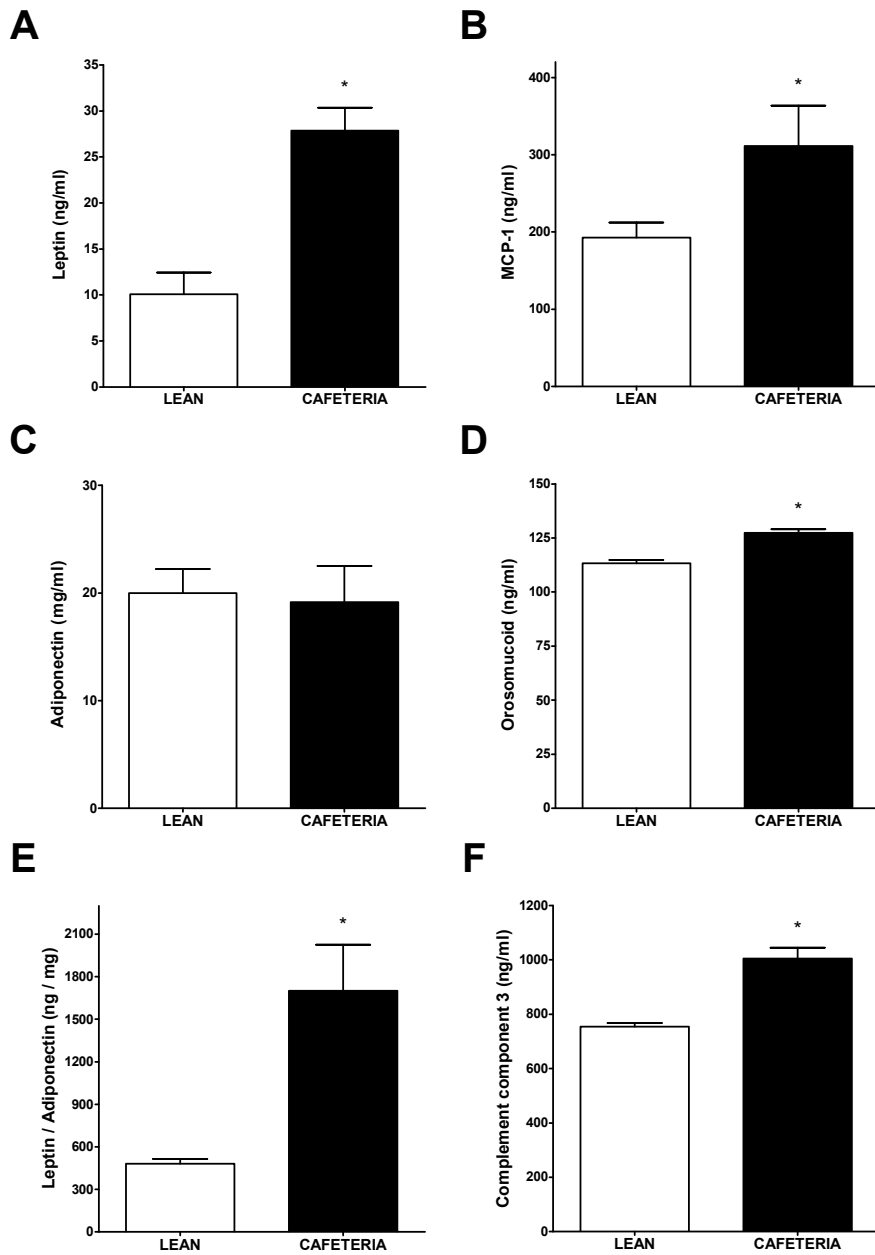 A
Leptin (ng/ml)
35
30
25
20
15
10
5
0
*
LEAN CAFETERIA
B
MCP-1 (ng/ml)
400
300
200
100
0
*
LEAN CAFETERIA
C
Adiponectin (mg/ml)
30
20
10
0
LEAN CAFETERIA
D
Orosomucoid (ng/ml)
150
125
100
75
50
25
0
*
LEAN CAFETERIA
E
Leptin / Adiponectin (ng / mg)
2100
1800
1500
1200
900
600
300
0
*
LEAN CAFETERIA
F
Complement component 3 (ng/ml)
1200
1000
800
600
400
200
0
*
LEAN CAFETERIA